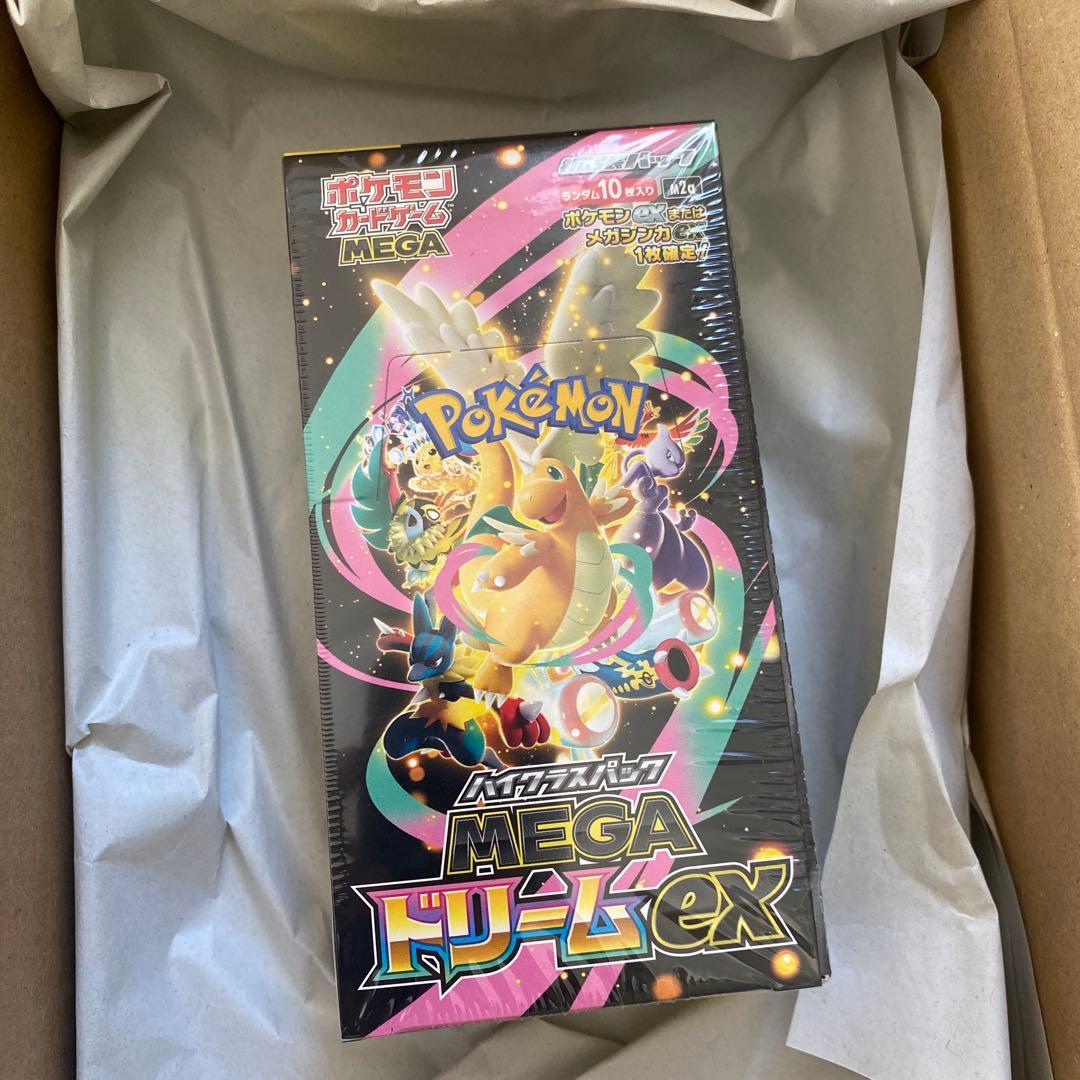 ポケモン
カードゲーム
MEGA
拡張パック
ランダム10枚入り M2a
ポケモンexまたは
メガシンカex
1枚確定!
POKéMON
TM
ハイクラスパック
MEGA
ドリームex